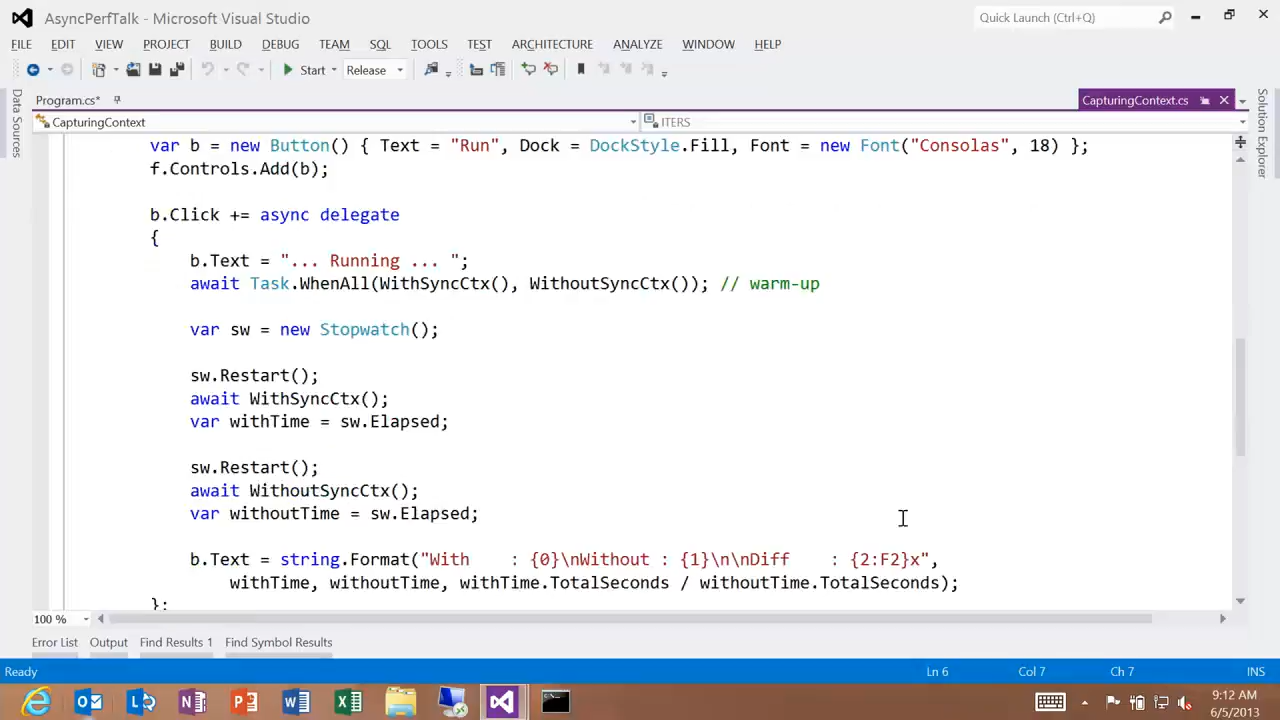 AsyncPerfTalk - Microsoft Visual Studio
Quick Launch (Ctrl+Q)
FILE EDIT VIEW PROJECT BUILD DEBUG TEAM SQL TOOLS TEST ARCHITECTURE ANALYZE WINDOW HELP
Start Release
Data Sources
Program.cs*
CapturingContext.cs
Solution Explorer
CapturingContext
ITERS
var b = new Button() { Text = "Run", Dock = DockStyle.Fill, Font = new Font("Consolas", 18) };
f.Controls.Add(b);
b.Click += async delegate
{
b.Text = "... Running ... ";
await Task.WhenAll(WithSyncCtx(), WithoutSyncCtx()); // warm-up
var sw = new Stopwatch();
sw.Restart();
await WithSyncCtx();
var withTime = sw.Elapsed;
sw.Restart();
await WithoutSyncCtx();
var withoutTime = sw.Elapsed;
b.Text = string.Format("With    : {0}\nWithout : {1}\n\nDiff    : {2:F2}x",
withTime, withoutTime, withTime.TotalSeconds / withoutTime.TotalSeconds);
};
100 %
Error List Output Find Results 1 Find Symbol Results
Ready Ln 6 Col 7 Ch 7 INS
9:12 AM
6/5/2013